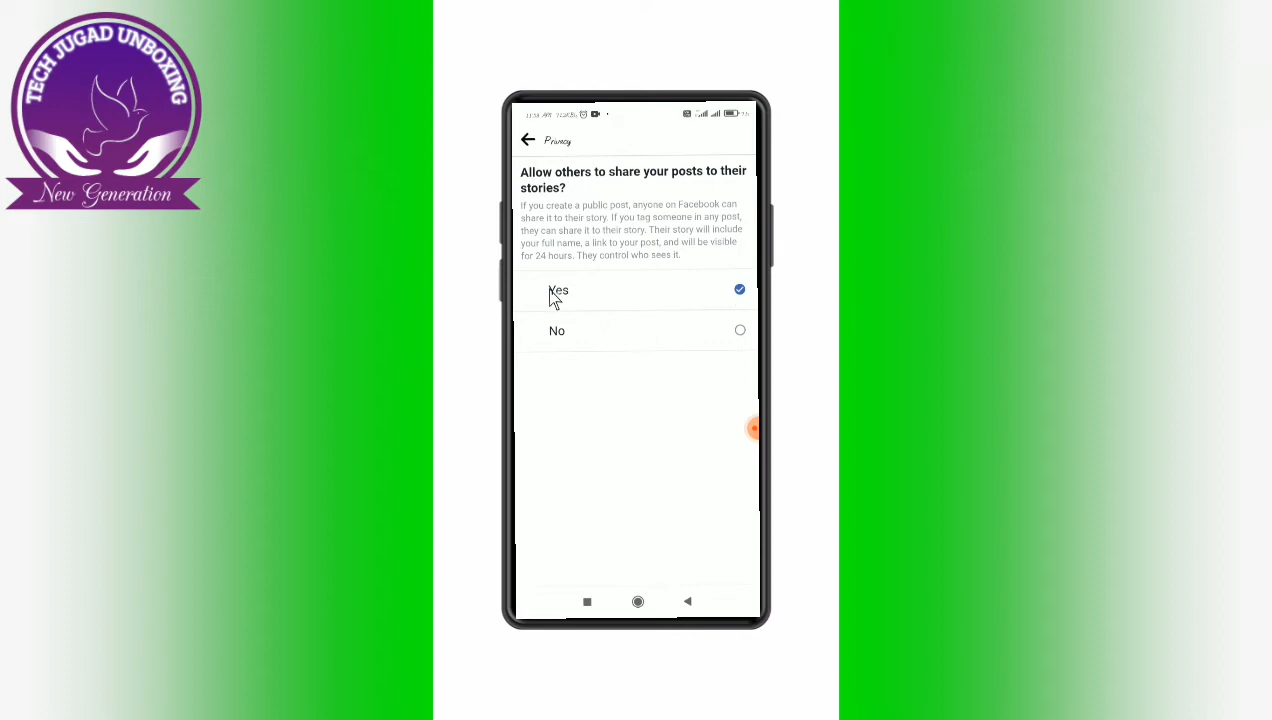 TECH JUGAD UNBOXING
New Generation
11:58 AM
Privacy
Allow others to share your posts to their
stories?
If you create a public post, anyone on Facebook can
share it to their story. If you tag someone in any post,
they can share it to their story. Their story will include
your full name, a link to your post, and will be visible
for 24 hours. They control who sees it.
Yes
No